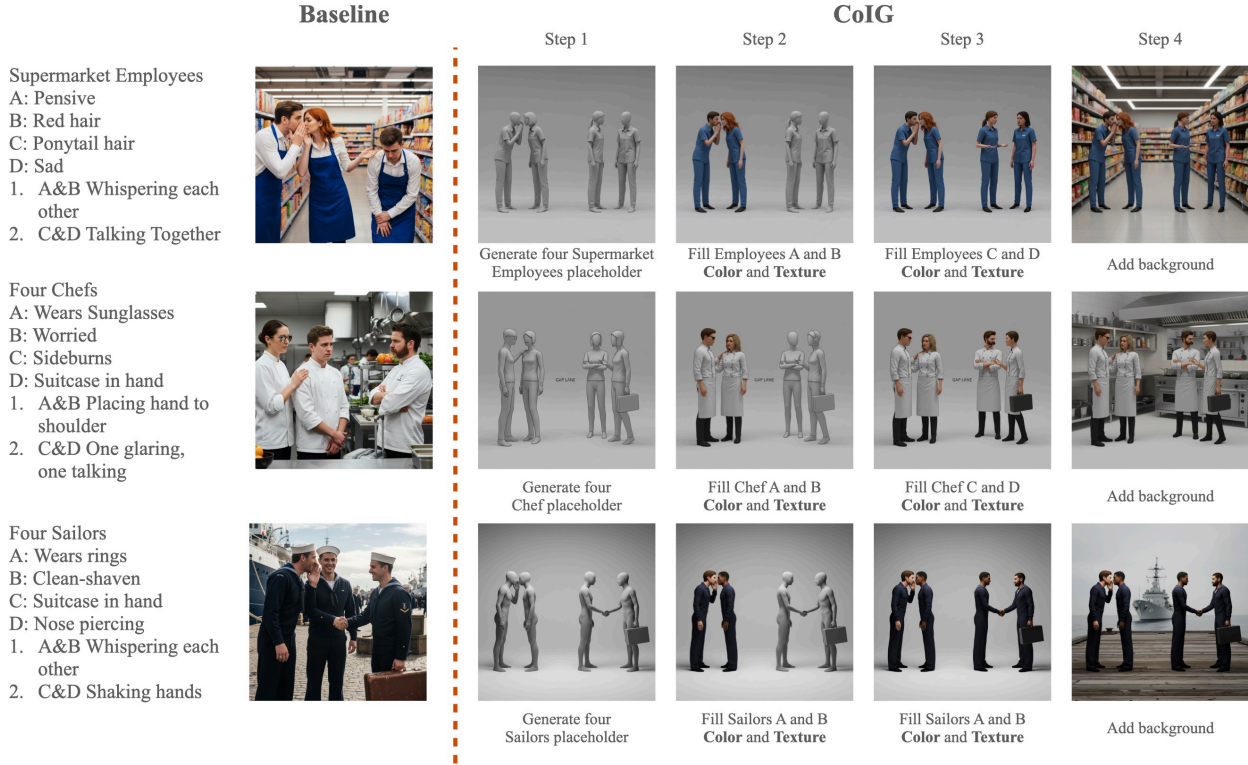 Baseline
CoIG
Step 1
Step 2
Step 3
Step 4
Supermarket Employees
A: Pensive
B: Red hair
C: Ponytail hair
D: Sad
1. A&B Whispering each
other
2. C&D Talking Together
Generate four Supermarket
Employees placeholder
Fill Employees A and B
Color and Texture
Fill Employees C and D
Color and Texture
Add background
Four Chefs
A: Wears Sunglasses
B: Worried
C: Sideburns
D: Suitcase in hand
1. A&B Placing hand to
shoulder
2. C&D One glaring,
one talking
GAP LANE
GAP LANE
GAP LANE
Generate four
Chef placeholder
Fill Chef A and B
Color and Texture
Fill Chef C and D
Color and Texture
Add background
Four Sailors
A: Wears rings
B: Clean-shaven
C: Suitcase in hand
D: Nose piercing
1. A&B Whispering each
other
2. C&D Shaking hands
Generate four
Sailors placeholder
Fill Sailors A and B
Color and Texture
Fill Sailors A and B
Color and Texture
Add background